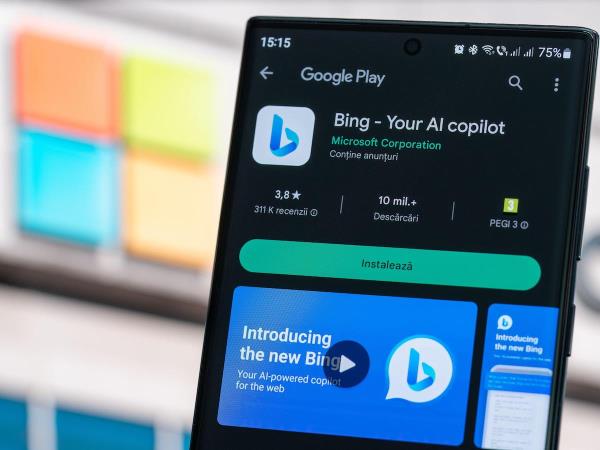 15:15
75%
Google Play
Bing - Your AI copilot
Microsoft Corporation
Conține anunțuri
3,8★
311 K recenzii
10 mil.+
Descărcări
3
PEGI 3
Instalează
Introducing
the new Bing
Your AI-powered copilot
for the web
Introducing
the new Bing